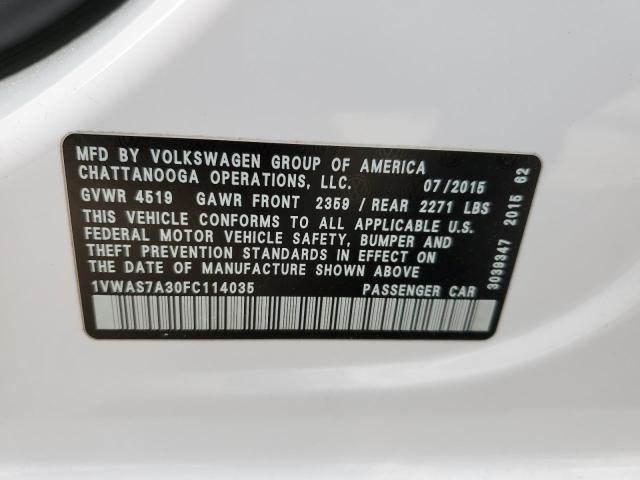 MFD BY VOLKSWAGEN GROUP OF AMERICA
CHATTANOOGA OPERATIONS, LLC. 07/2015
GVWR 4519 GAWR FRONT 2359 / REAR 2271 LBS
THIS VEHICLE CONFORMS TO ALL APPLICABLE U.S.
FEDERAL MOTOR VEHICLE SAFETY, BUMPER AND
THEFT PREVENTION STANDARDS IN EFFECT ON
THE DATE OF MANUFACTURE SHOWN ABOVE
1VWAS7A30FC114035 PASSENGER CAR
3039347 2015 62